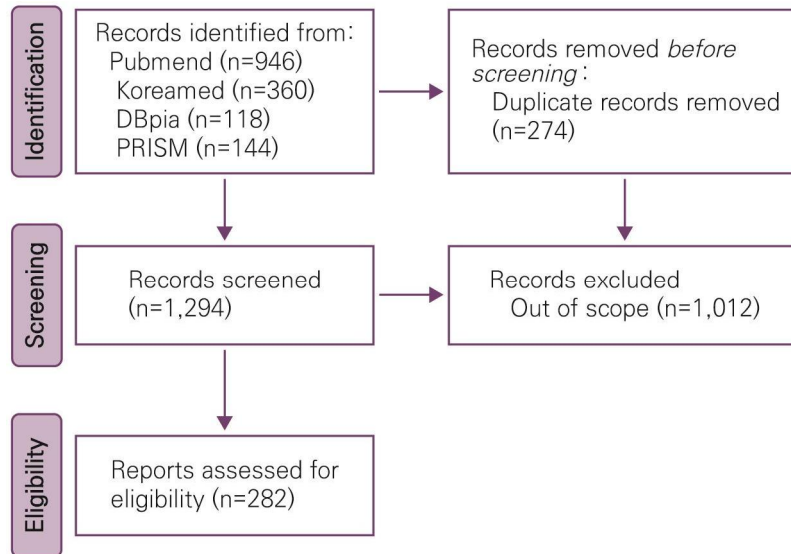 Identification
Records identified from:
Pubmend (n=946)
Koreamed (n=360)
DBpia (n=118)
PRISM (n=144)
Records removed before
screening:
Duplicate records removed
(n=274)
Screening
Records screened
(n=1,294)
Records excluded
Out of scope (n=1,012)
Eligibility
Reports assessed for
eligibility (n=282)